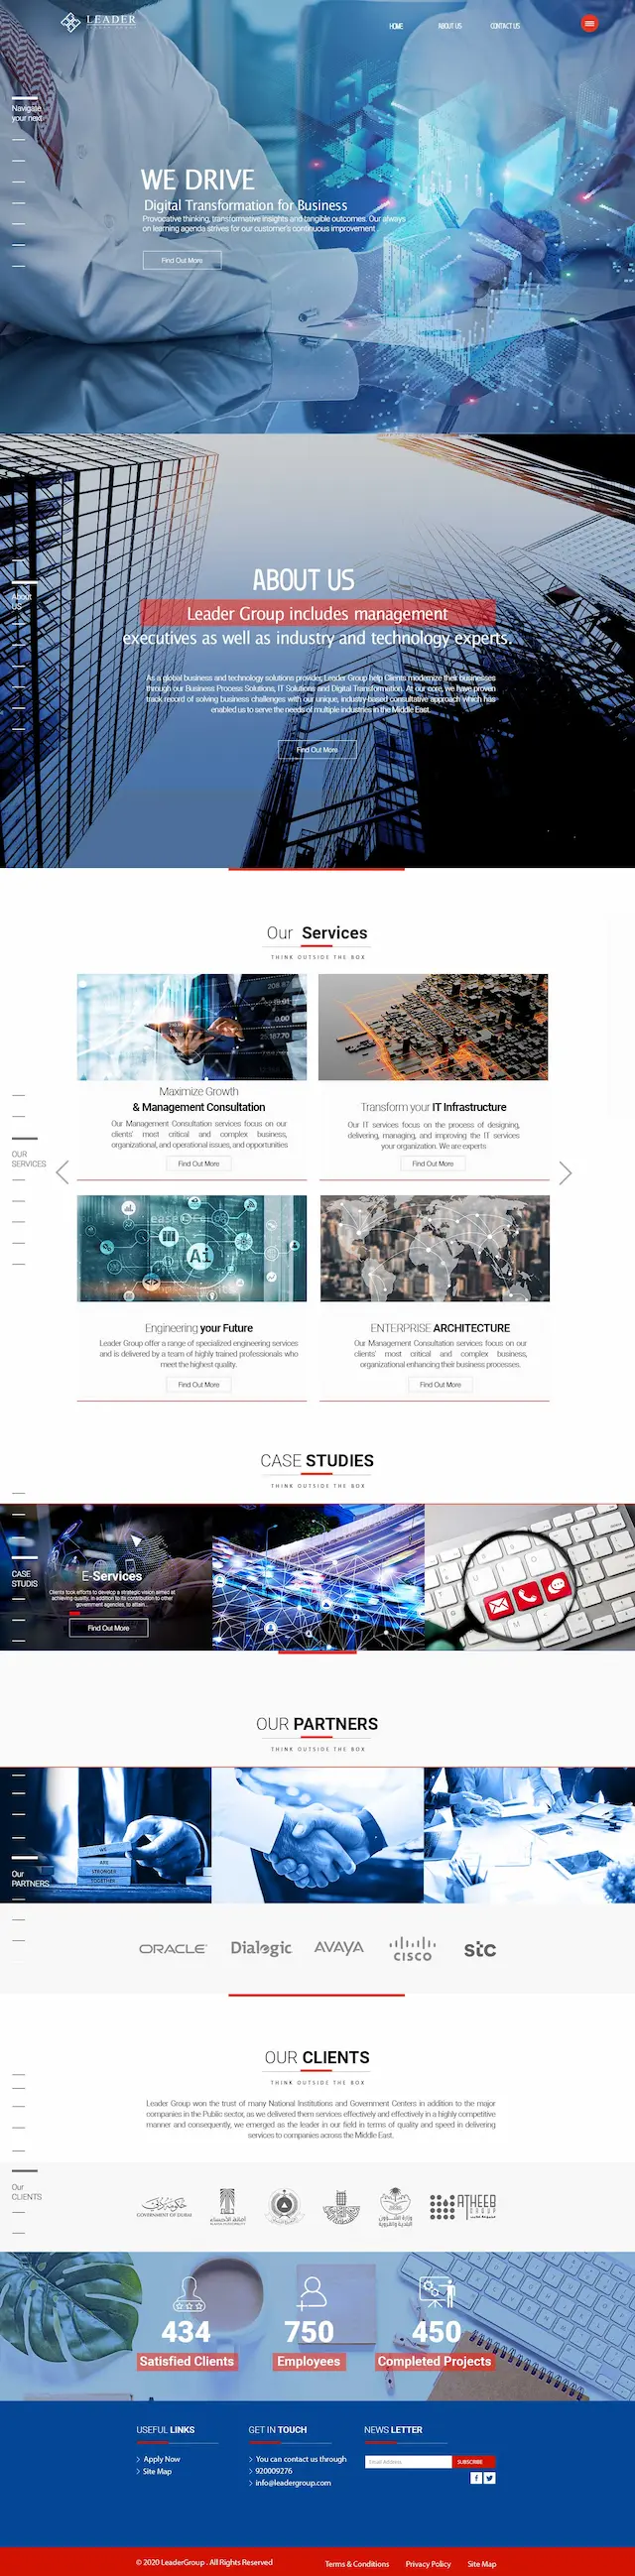 LEADER
HOME
ABOUT US
CONTACT US
Navigate
your next
WE DRIVE
Digital Transformation for Business
Provocative thinking, transformative insights and tangible outcomes. Our always
on learning agenda strives for our customer's continuous improvement
Find Out More
ABOUT US
About
US
Leader Group includes management
executives as well as industry and technology experts.
As a global business and technology solutions provider, Leader Group help Clients modernize their businesses
through our Business Process Solutions, IT Solutions and Digital Transformation. At our core, we have proven
track record of solving business challenges with our unique, industry-based consultative approach which has
enabled us to serve the needs of multiple industries in the Middle East.
Find Out More
Our Services
THINK OUTSIDE THE BOX
OUR
SERVICES
Maximize Growth
& Management Consultation
Our Management Consultation services focus on our
clients' most critical and complex business,
organizational, and operational issues, and opportunities
Find Out More
Transform your IT Infrastructure
Our IT services focus on the process of designing,
delivering, managing, and improving the IT services
your organization. We are experts
Find Out More
Ai
Engineering your Future
Leader Group offer a range of specialized engineering services
and is delivered by a team of highly trained professionals who
meet the highest quality.
Find Out More
ENTERPRISE ARCHITECTURE
Our Management Consultation services focus on our
clients' most critical and complex business,
organizational enhancing their business processes.
Find Out More
CASE STUDIES
THINK OUTSIDE THE BOX
CASE
STUDIS
E-Services
Clients took efforts to develop a strategic vision aimed at
achieving quality, in addition to its contribution to other
government agencies, to attain...
Find Out More
OUR PARTNERS
THINK OUTSIDE THE BOX
Our
PARTNERS
WE
ARE
STRONGER
TOGETHER
ORACLE
Dialogic
AVAYA
CISCO
stc
OUR CLIENTS
THINK OUTSIDE THE BOX
Leader Group won the trust of many National Institutions and Government Centers in addition to the major
companies in the Public sector, as we delivered them services effectively and effectively in a highly competitive
manner and consequently, we emerged as the leader in our field in terms of quality and speed in delivering
services to companies across the Middle East.
Our
CLIENTS
حكومة دبي
GOVERNMENT OF DUBAI
أمانة الأحساء
وزارة الشؤون
البلدية والقروية
ATHEEB
GROUP
434
Satisfied Clients
750
Employees
450
Completed Projects
USEFUL LINKS
Apply Now
Site Map
GET IN TOUCH
You can contact us through
920009276
info@leadergroup.com
NEWS LETTER
Email Address
SUBSCRIBE
© 2020 LeaderGroup . All Rights Reserved
Terms & Conditions
Privacy Policy
Site Map